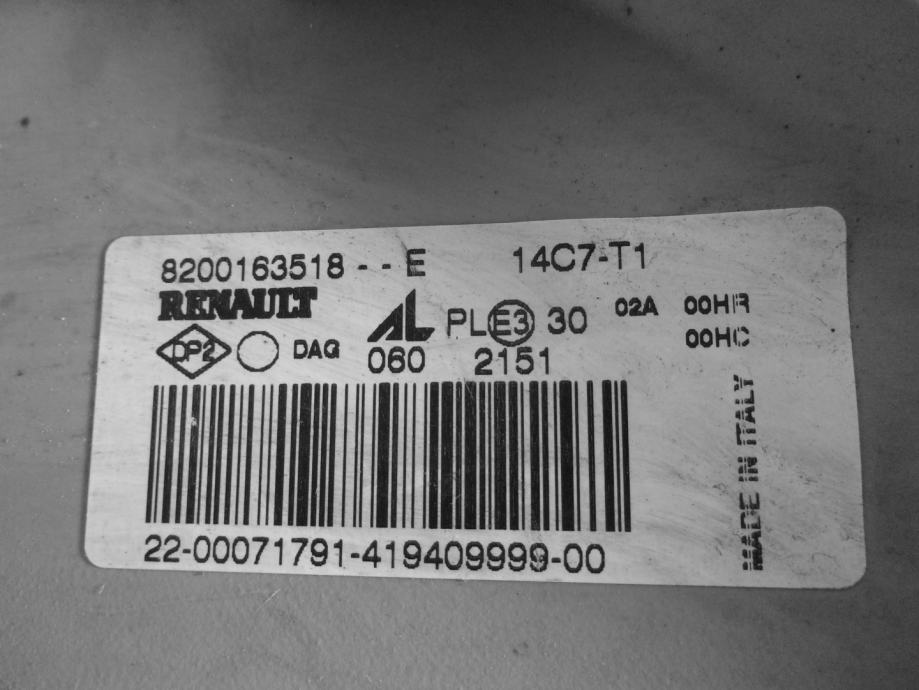 8200163518 - - E 14C7-T1
RENAULT AL PL E3 30 02A 00HR
00HC
DP2 DAG 060 2151
22-00071791-419409999-00
MADE IN ITALY